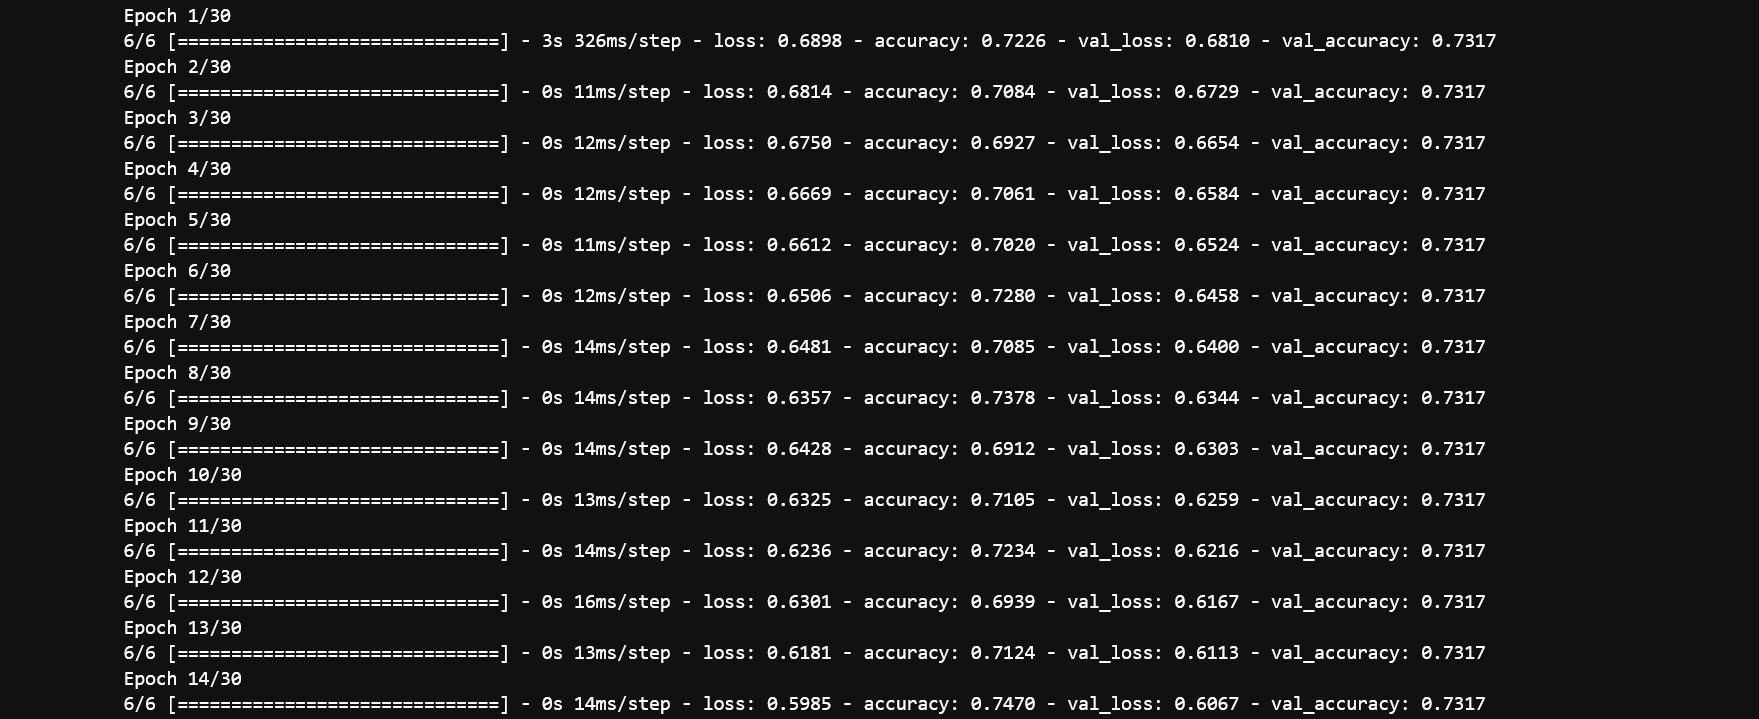 Epoch 1/30
6/6 [==============================] - 3s 326ms/step - loss: 0.6898 - accuracy: 0.7226 - val_loss: 0.6810 - val_accuracy: 0.7317
Epoch 2/30
6/6 [==============================] - 0s 11ms/step - loss: 0.6814 - accuracy: 0.7084 - val_loss: 0.6729 - val_accuracy: 0.7317
Epoch 3/30
6/6 [==============================] - 0s 12ms/step - loss: 0.6750 - accuracy: 0.6927 - val_loss: 0.6654 - val_accuracy: 0.7317
Epoch 4/30
6/6 [==============================] - 0s 12ms/step - loss: 0.6669 - accuracy: 0.7061 - val_loss: 0.6584 - val_accuracy: 0.7317
Epoch 5/30
6/6 [==============================] - 0s 11ms/step - loss: 0.6612 - accuracy: 0.7020 - val_loss: 0.6524 - val_accuracy: 0.7317
Epoch 6/30
6/6 [==============================] - 0s 12ms/step - loss: 0.6506 - accuracy: 0.7280 - val_loss: 0.6458 - val_accuracy: 0.7317
Epoch 7/30
6/6 [==============================] - 0s 14ms/step - loss: 0.6481 - accuracy: 0.7085 - val_loss: 0.6400 - val_accuracy: 0.7317
Epoch 8/30
6/6 [==============================] - 0s 14ms/step - loss: 0.6357 - accuracy: 0.7378 - val_loss: 0.6344 - val_accuracy: 0.7317
Epoch 9/30
6/6 [==============================] - 0s 14ms/step - loss: 0.6428 - accuracy: 0.6912 - val_loss: 0.6303 - val_accuracy: 0.7317
Epoch 10/30
6/6 [==============================] - 0s 13ms/step - loss: 0.6325 - accuracy: 0.7105 - val_loss: 0.6259 - val_accuracy: 0.7317
Epoch 11/30
6/6 [==============================] - 0s 14ms/step - loss: 0.6236 - accuracy: 0.7234 - val_loss: 0.6216 - val_accuracy: 0.7317
Epoch 12/30
6/6 [==============================] - 0s 16ms/step - loss: 0.6301 - accuracy: 0.6939 - val_loss: 0.6167 - val_accuracy: 0.7317
Epoch 13/30
6/6 [==============================] - 0s 13ms/step - loss: 0.6181 - accuracy: 0.7124 - val_loss: 0.6113 - val_accuracy: 0.7317
Epoch 14/30
6/6 [==============================] - 0s 14ms/step - loss: 0.5985 - accuracy: 0.7470 - val_loss: 0.6067 - val_accuracy: 0.7317